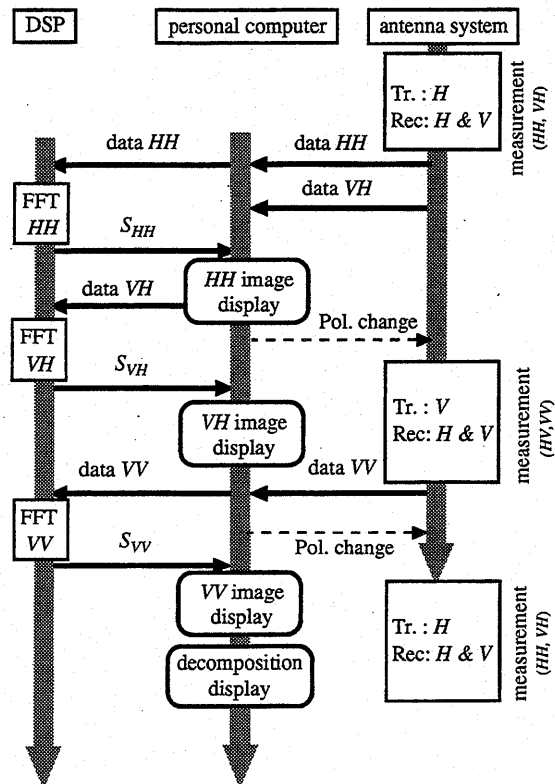 DSP
personal computer
antenna system
Tr. : H
Rec: H & V
measurement
(HH, VH)
data HH
data HH
data VH
FFT
HH
S_HH
HH image
display
data VH
Pol. change
FFT
VH
S_VH
Tr. : V
Rec: H & V
measurement
(HV,VV)
VH image
display
data VV
data VV
FFT
VV
S_VV
Pol. change
VV image
display
Tr. : H
Rec: H & V
measurement
(HH, VH)
decomposition
display